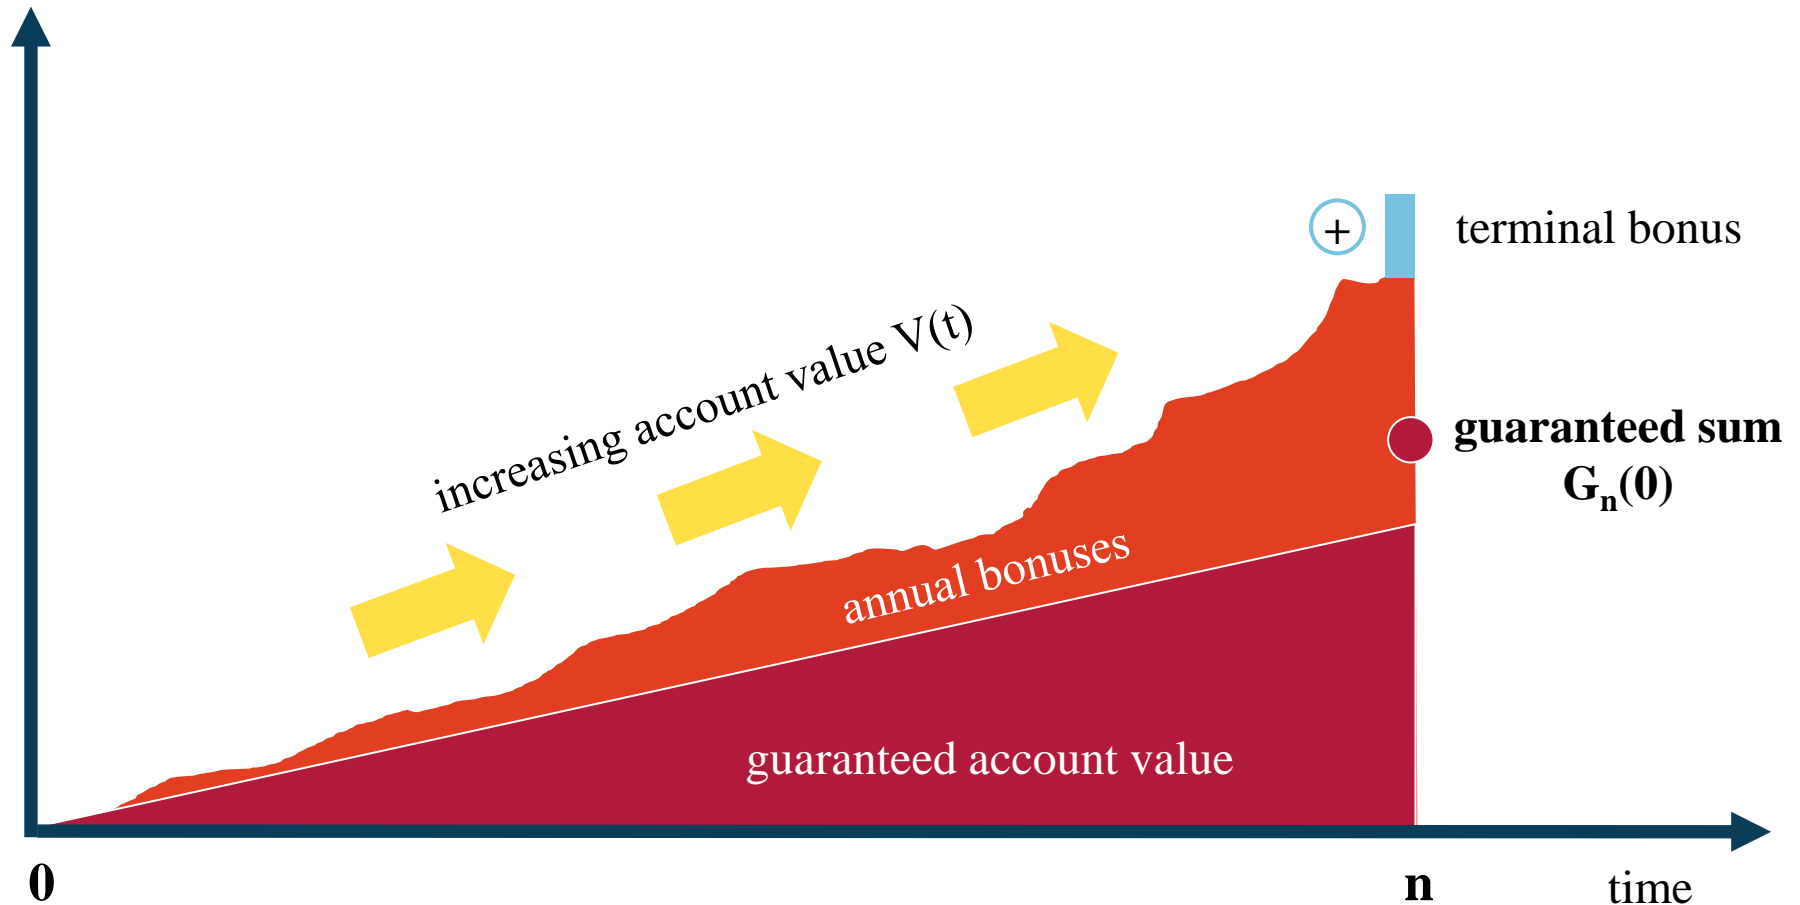 +
terminal bonus
increasing account value V(t)
guaranteed sum
Gn(0)
annual bonuses
guaranteed account value
0
n
time